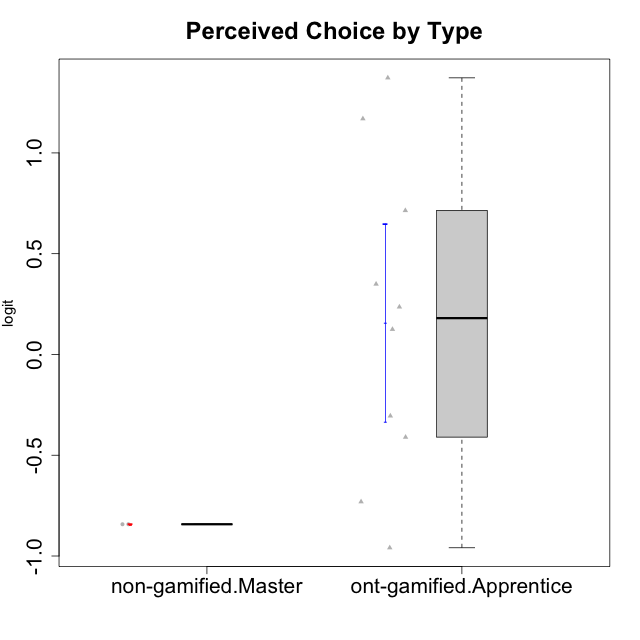 Perceived Choice by Type
logit
1.0
0.5
0.0
-0.5
-1.0
non-gamified.Master
ont-gamified.Apprentice